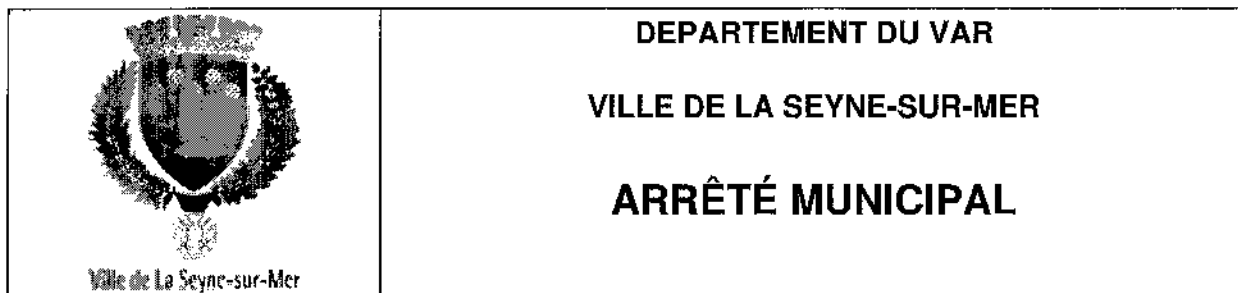 DEPARTEMENT DU VAR
VILLE DE LA SEYNE-SUR-MER
ARRÊTÉ MUNICIPAL
Ville de La Seyne-sur-Mer